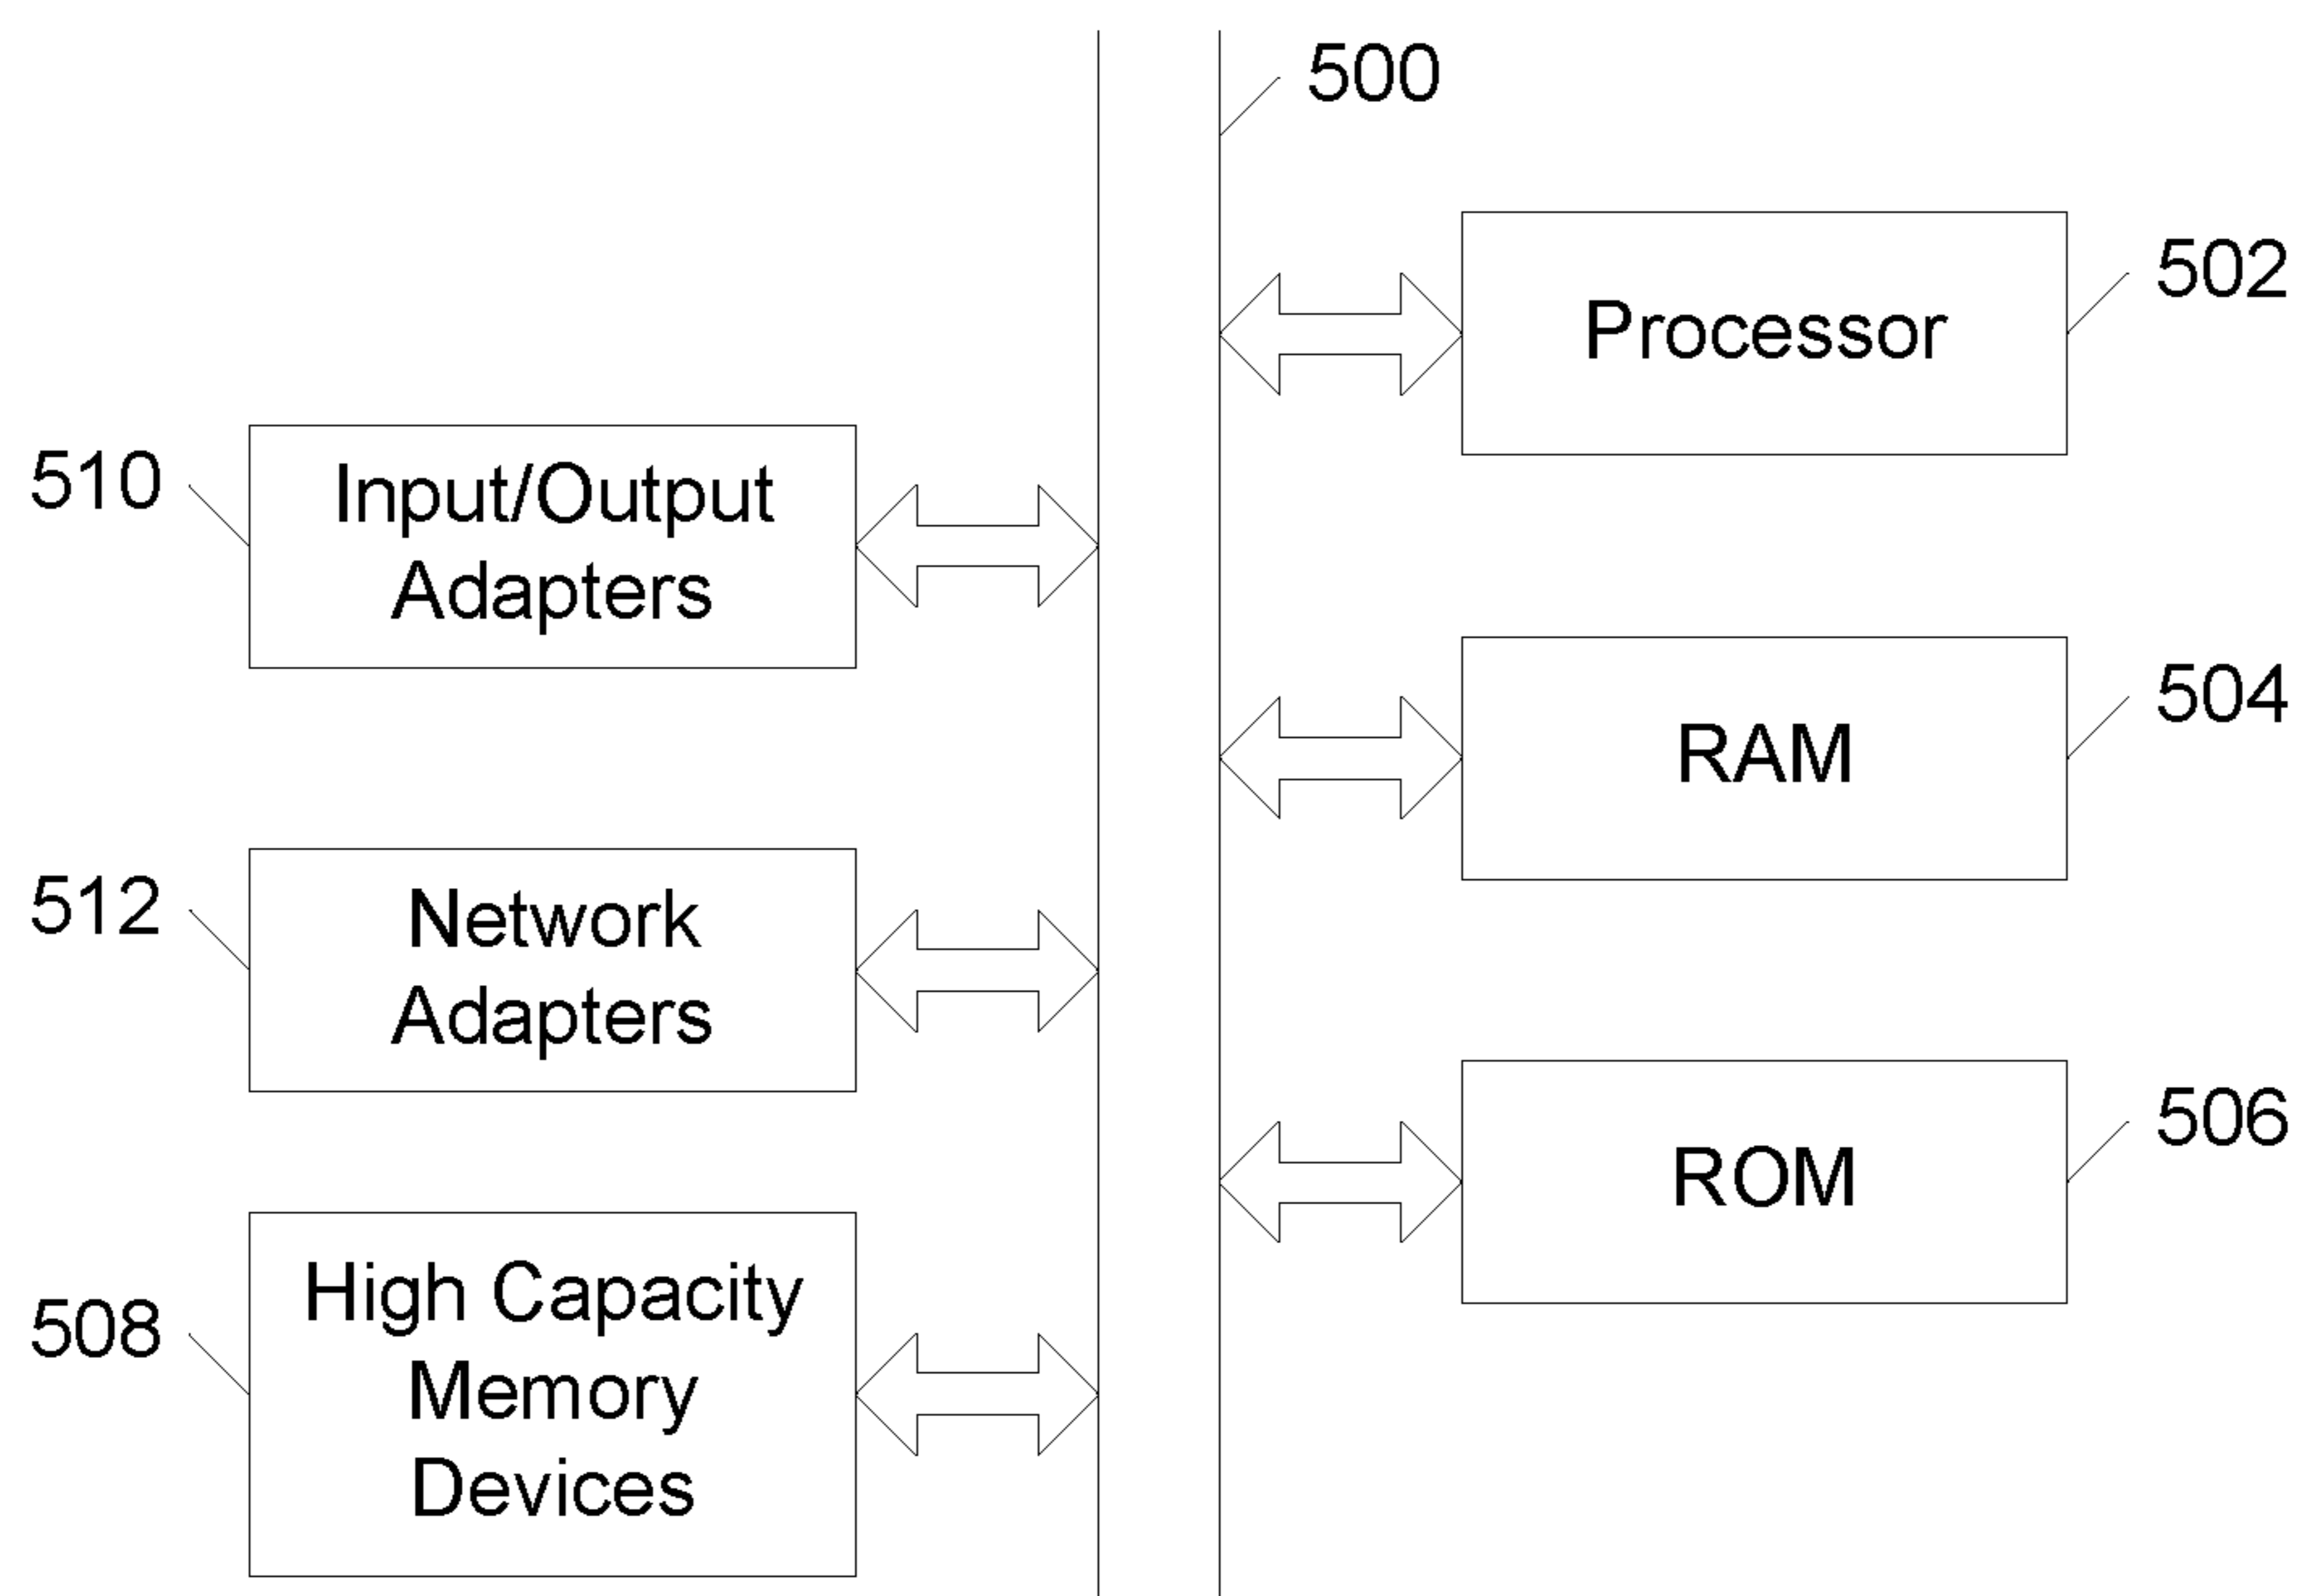 500
Processor
502
510
Input/Output
Adapters
RAM
504
512
Network
Adapters
ROM
506
508
High Capacity
Memory
Devices